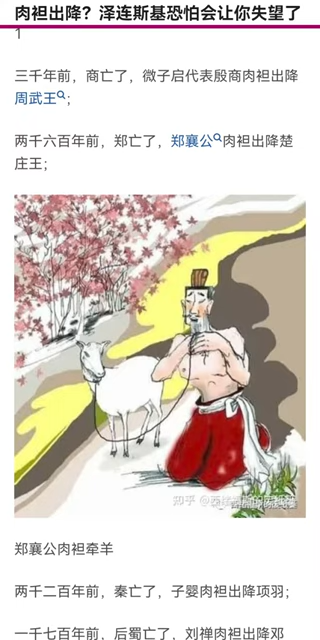 肉袒出降？泽连斯基恐怕会让你失望了
1
三千年前，商亡了，微子启代表殷商肉袒出降
周武王；
两千六百年前，郑亡了，郑襄公肉袒出降楚
庄王；
知乎
郑襄公肉袒牵羊
两千二百年前，秦亡了，子婴肉袒出降项羽；
一千七百年前，后蜀亡了，刘禅肉袒出降邓